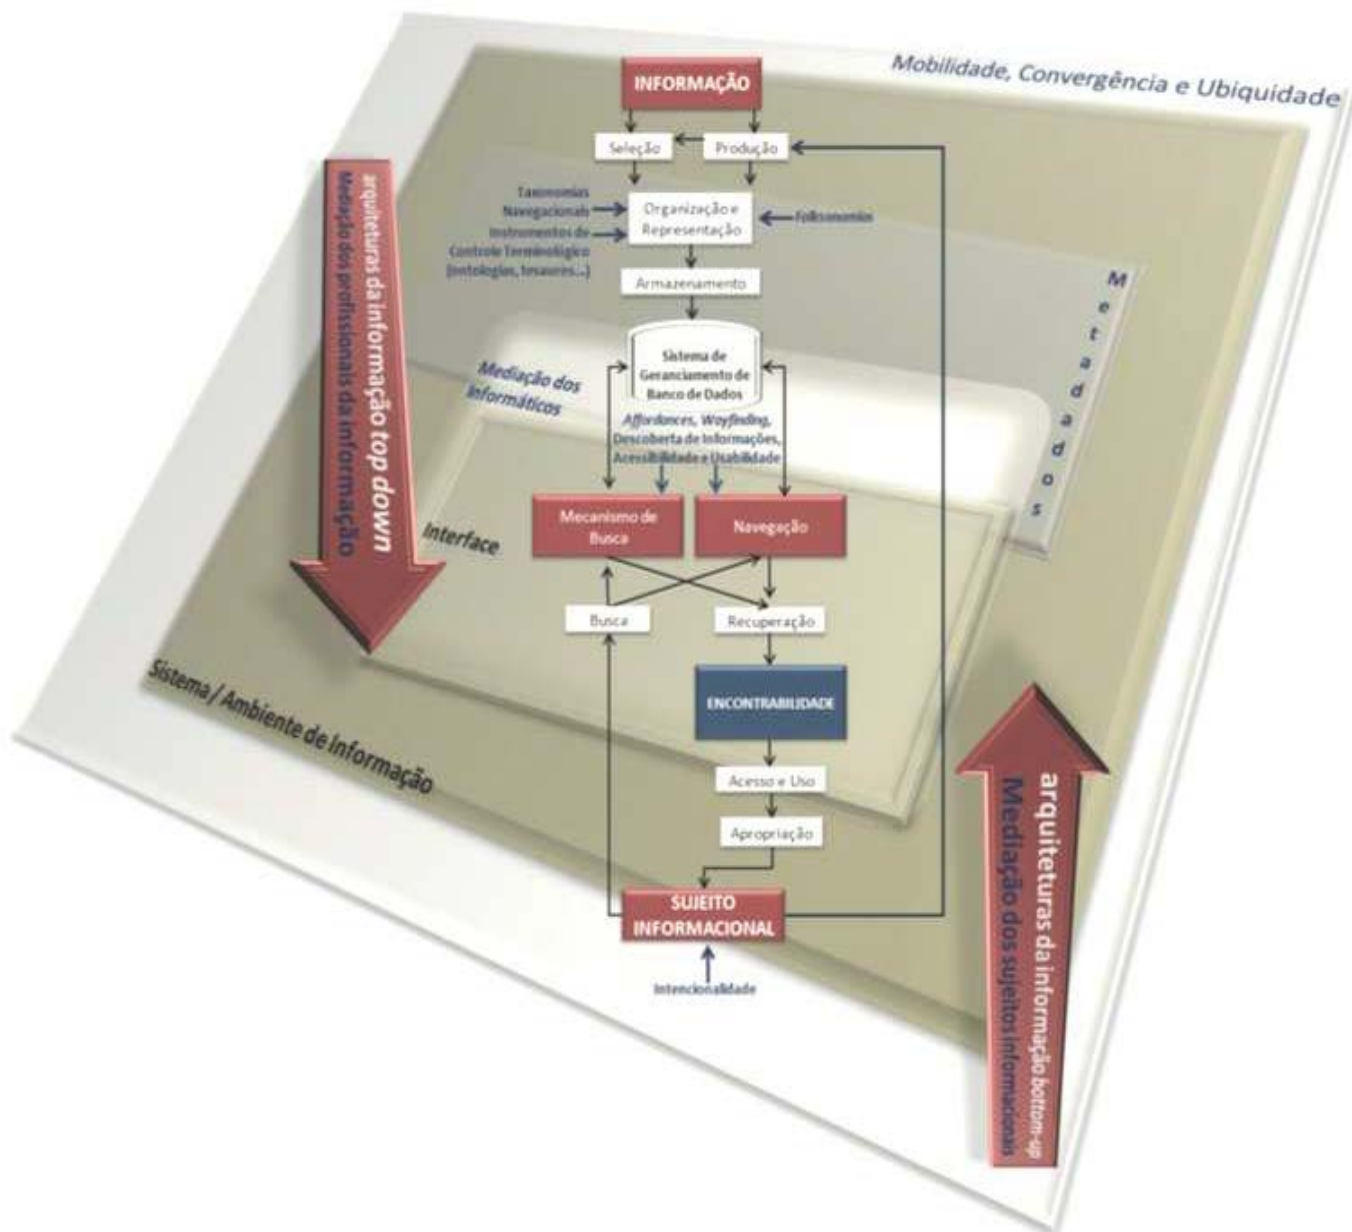 Mobilidade, Convergência e Ubiquidade
INFORMAÇÃO
Seleção
Produção
Taxonomias
Navegacionais
Instrumentos de
Controle Terminológico
(ontologias, tesauros...)
Organização e
Representação
Folksonomias
Armazenamento
Metadados
Sistema de
Geranciamento de
Banco de Dados
Mediação dos
Informáticos
Affordances, Wayfinding,
Descoberta de Informações,
Acessibilidade e Usabilidade
arquiteturas da informação top down
Mediação dos profissionais da informação
Mecanismo de
Busca
Navegação
Interface
Busca
Recuperação
ENCONTRABILIDADE
Sistema / Ambiente de Informação
Acesso e Uso
Apropriação
SUJEITO
INFORMACIONAL
Intencionalidade
arquiteturas da informação bottom-up
Mediação dos sujeitos informacionais